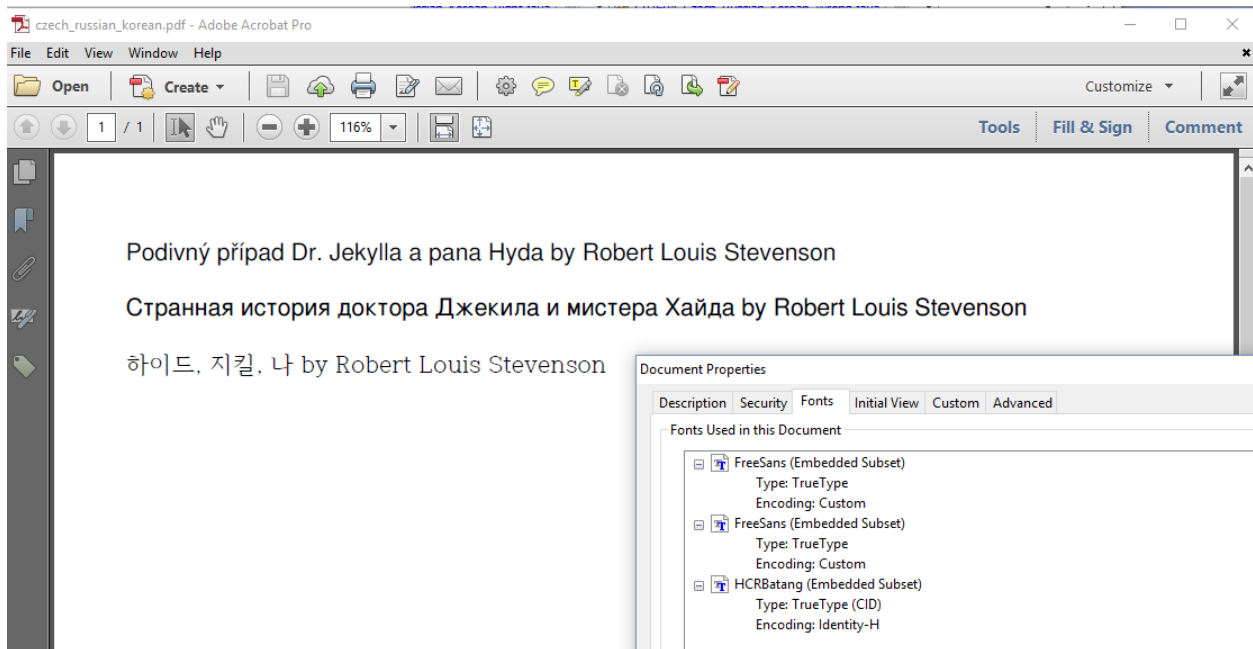 czech_russian_korean.pdf - Adobe Acrobat Pro
File Edit View Window Help
Open Create Customize
1 / 1 116% Tools Fill & Sign Comment
Podivný případ Dr. Jekylla a pana Hyda by Robert Louis Stevenson
Странная история доктора Джекила и мистера Хайда by Robert Louis Stevenson
하이드, 지킬, 나 by Robert Louis Stevenson
Document Properties
Description Security Fonts Initial View Custom Advanced
Fonts Used in this Document
FreeSans (Embedded Subset)
Type: TrueType
Encoding: Custom
FreeSans (Embedded Subset)
Type: TrueType
Encoding: Custom
HCRBatang (Embedded Subset)
Type: TrueType (CID)
Encoding: Identity-H